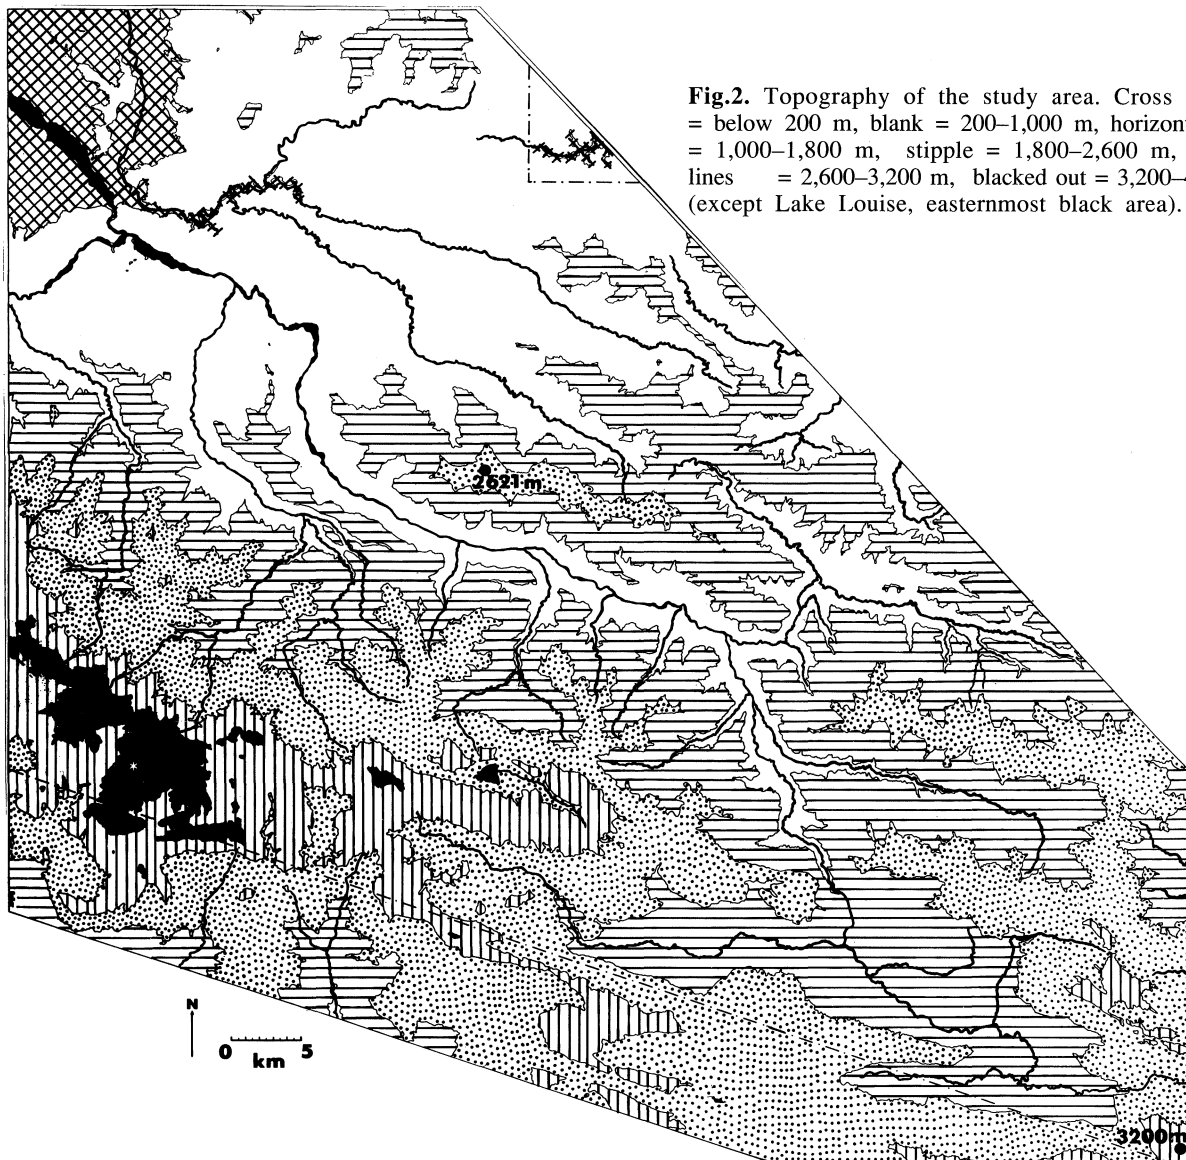 Fig.2. Topography of the study area. Cross
= below 200 m, blank = 200–1,000 m,
= 1,000–1,800 m, stipple = 1,800–2,600 m,
lines = 2,600–3,200 m, blacked out = 3,200–
(except Lake Louise, easternmost black area).
2621 m
N
0 5
km
3200 m